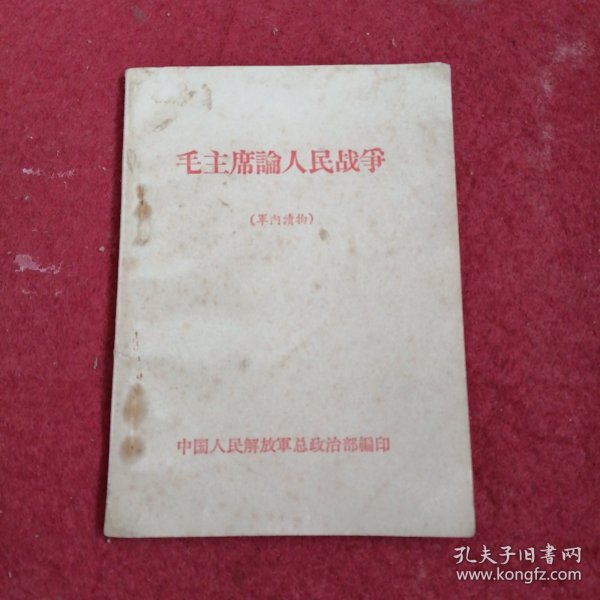 毛主席論人民战爭
(軍內讀物)
中国人民解放軍总政治部編印
孔夫子旧书网
www.kongfz.com